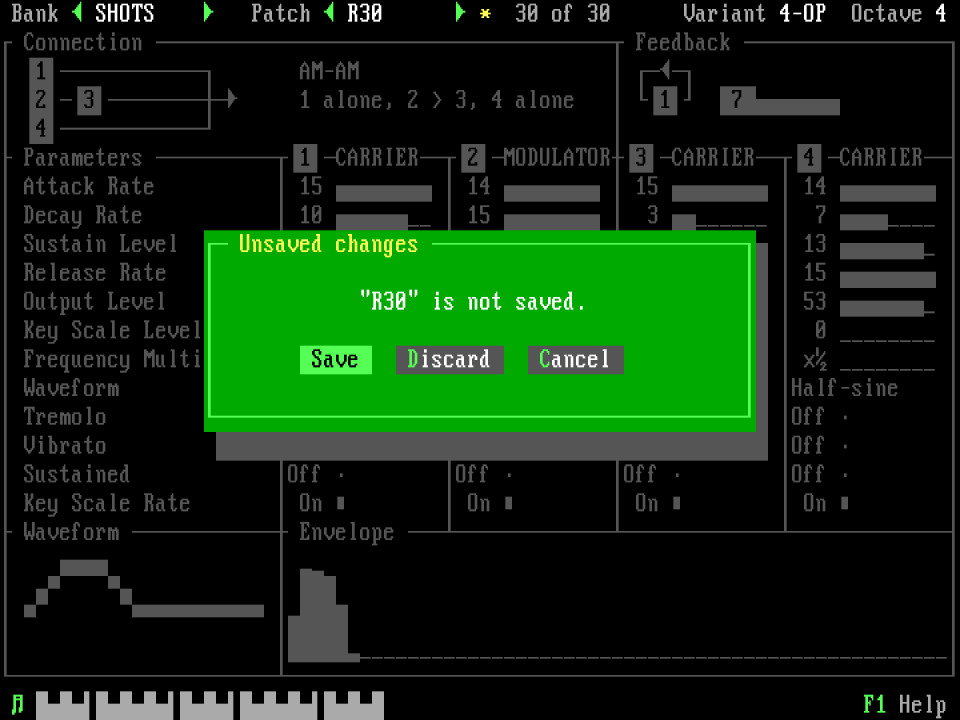 Bank SHOTS Patch R30 * 30 of 30 Variant 4-OP Octave 4
Connection Feedback
1 AM-AM
2 3 1 alone, 2 > 3, 4 alone 1 7
4
Parameters 1 CARRIER 2 MODULATOR 3 CARRIER 4 CARRIER
Attack Rate 15 14 15 14
Decay Rate 10 15 3 7
Sustain Level 13
Release Rate 15
Output Level 53
Key Scale Level 0
Frequency Multi x½
Waveform Half-sine
Tremolo Off
Vibrato Off
Sustained Off Off Off Off
Key Scale Rate On On On On
Unsaved changes
"R30" is not saved.
Save Discard Cancel
Waveform Envelope
F1 Help